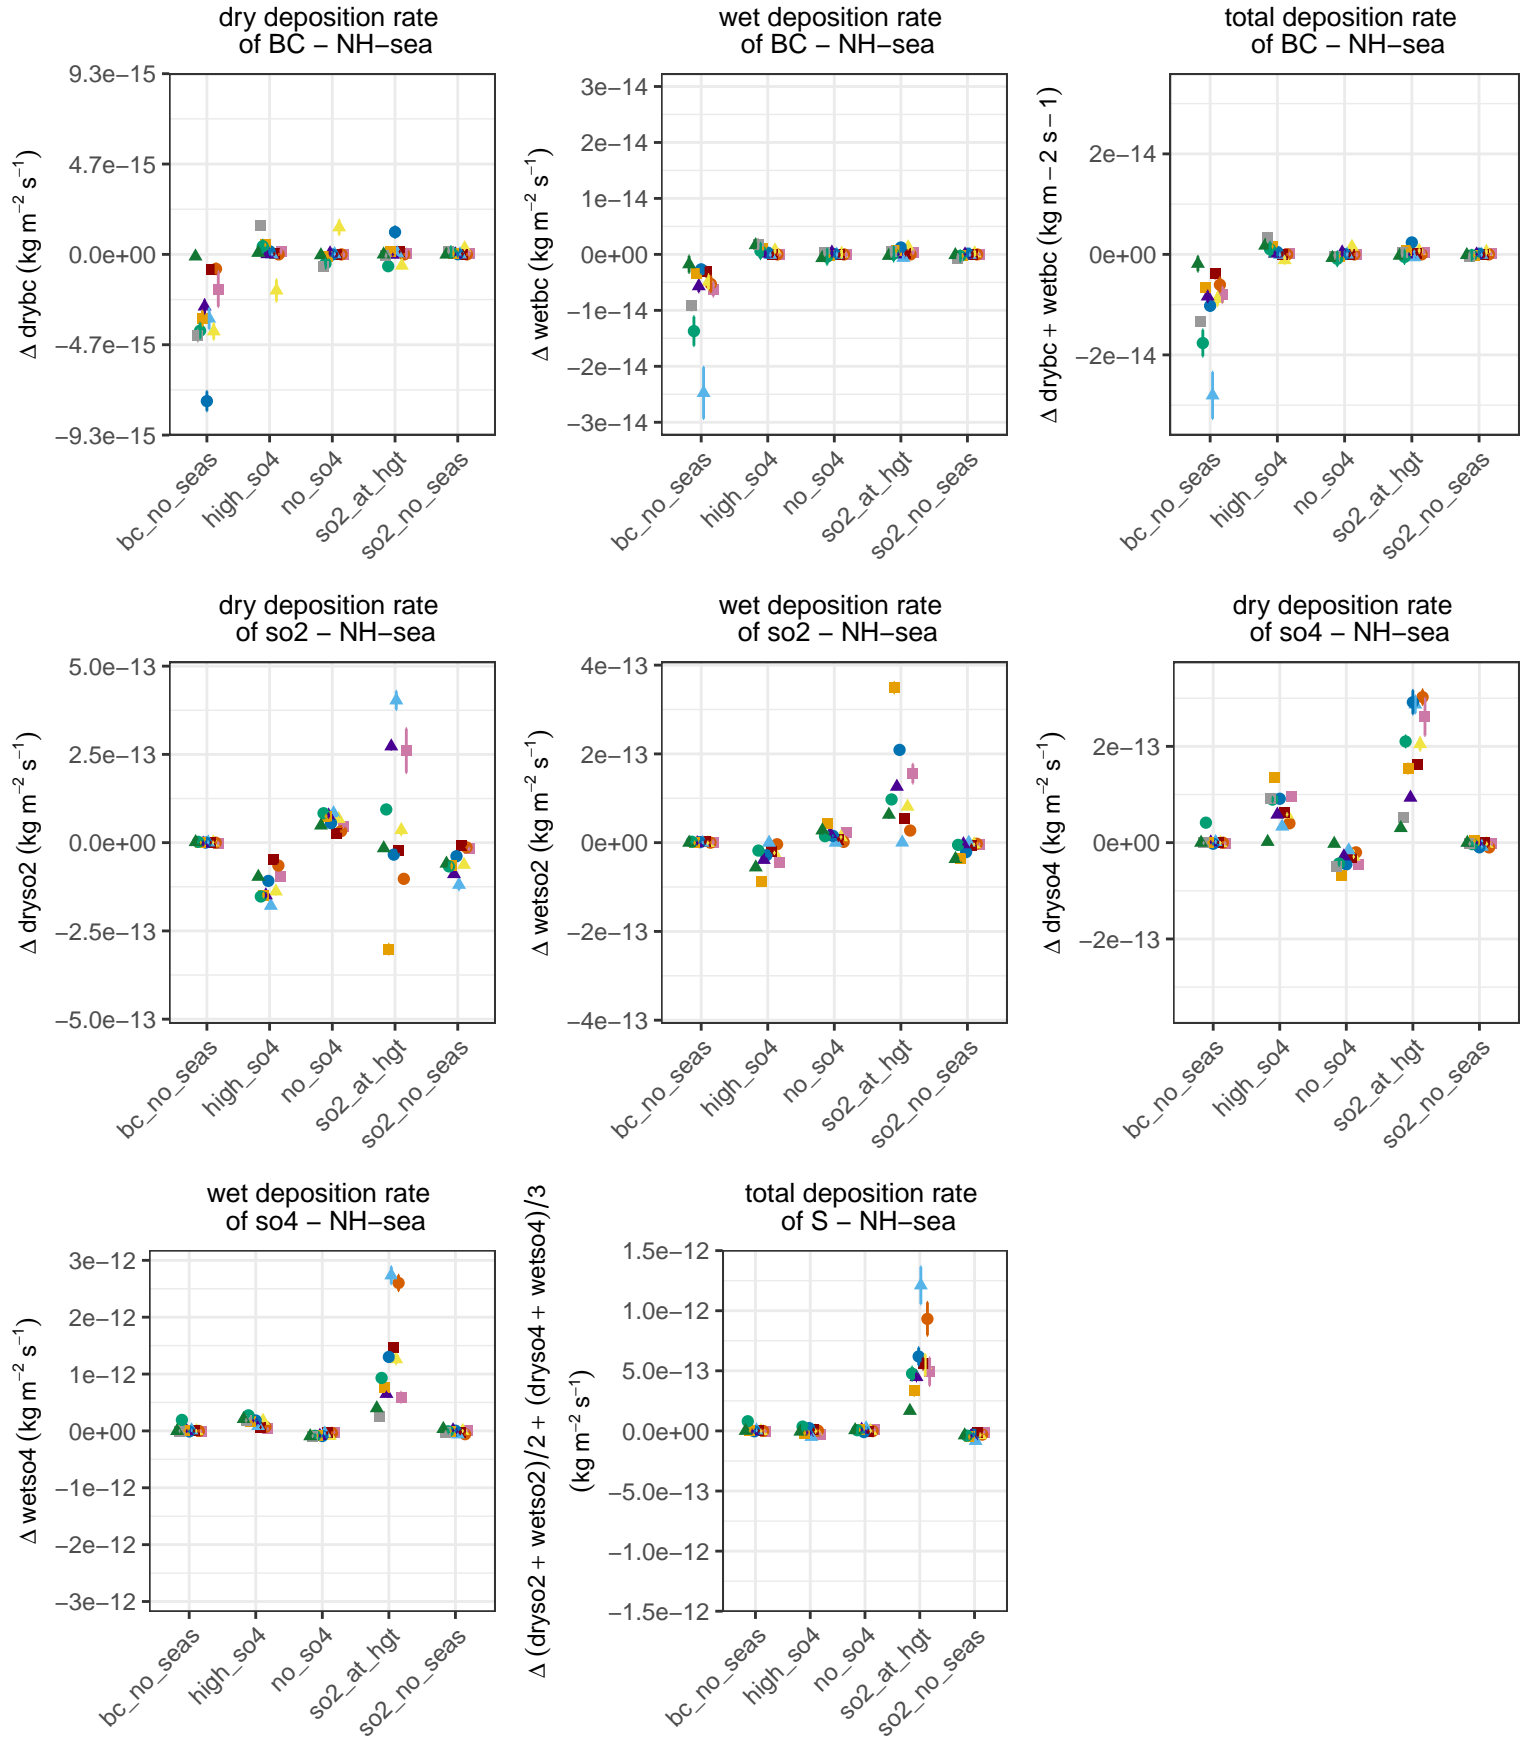 dry deposition rate
of BC − NH−sea
Δ drybc (kg m−2 s−1)
9.3e−15
4.7e−15
0.0e+00
−4.7e−15
−9.3e−15
bc_no_seas
high_so4
no_so4
so2_at_hgt
so2_no_seas
wet deposition rate
of BC − NH−sea
Δ wetbc (kg m−2 s−1)
3e−14
2e−14
1e−14
0e+00
−1e−14
−2e−14
−3e−14
bc_no_seas
high_so4
no_so4
so2_at_hgt
so2_no_seas
total deposition rate
of BC − NH−sea
Δ drybc + wetbc (kg m − 2 s − 1)
2e−14
0e+00
−2e−14
bc_no_seas
high_so4
no_so4
so2_at_hgt
so2_no_seas
dry deposition rate
of so2 − NH−sea
Δ dryso2 (kg m−2 s−1)
5.0e−13
2.5e−13
0.0e+00
−2.5e−13
−5.0e−13
bc_no_seas
high_so4
no_so4
so2_at_hgt
so2_no_seas
wet deposition rate
of so2 − NH−sea
Δ wetso2 (kg m−2 s−1)
4e−13
2e−13
0e+00
−2e−13
−4e−13
bc_no_seas
high_so4
no_so4
so2_at_hgt
so2_no_seas
dry deposition rate
of so4 − NH−sea
Δ dryso4 (kg m−2 s−1)
2e−13
0e+00
−2e−13
bc_no_seas
high_so4
no_so4
so2_at_hgt
so2_no_seas
wet deposition rate
of so4 − NH−sea
Δ wetso4 (kg m−2 s−1)
3e−12
2e−12
1e−12
0e+00
−1e−12
−2e−12
−3e−12
bc_no_seas
high_so4
no_so4
so2_at_hgt
so2_no_seas
total deposition rate
of S − NH−sea
Δ (dryso2 + wetso2)/2 + (dryso4 + wetso4)/3
(kg m−2 s−1)
1.5e−12
1.0e−12
5.0e−13
0.0e+00
−5.0e−13
−1.0e−12
−1.5e−12
bc_no_seas
high_so4
no_so4
so2_at_hgt
so2_no_seas